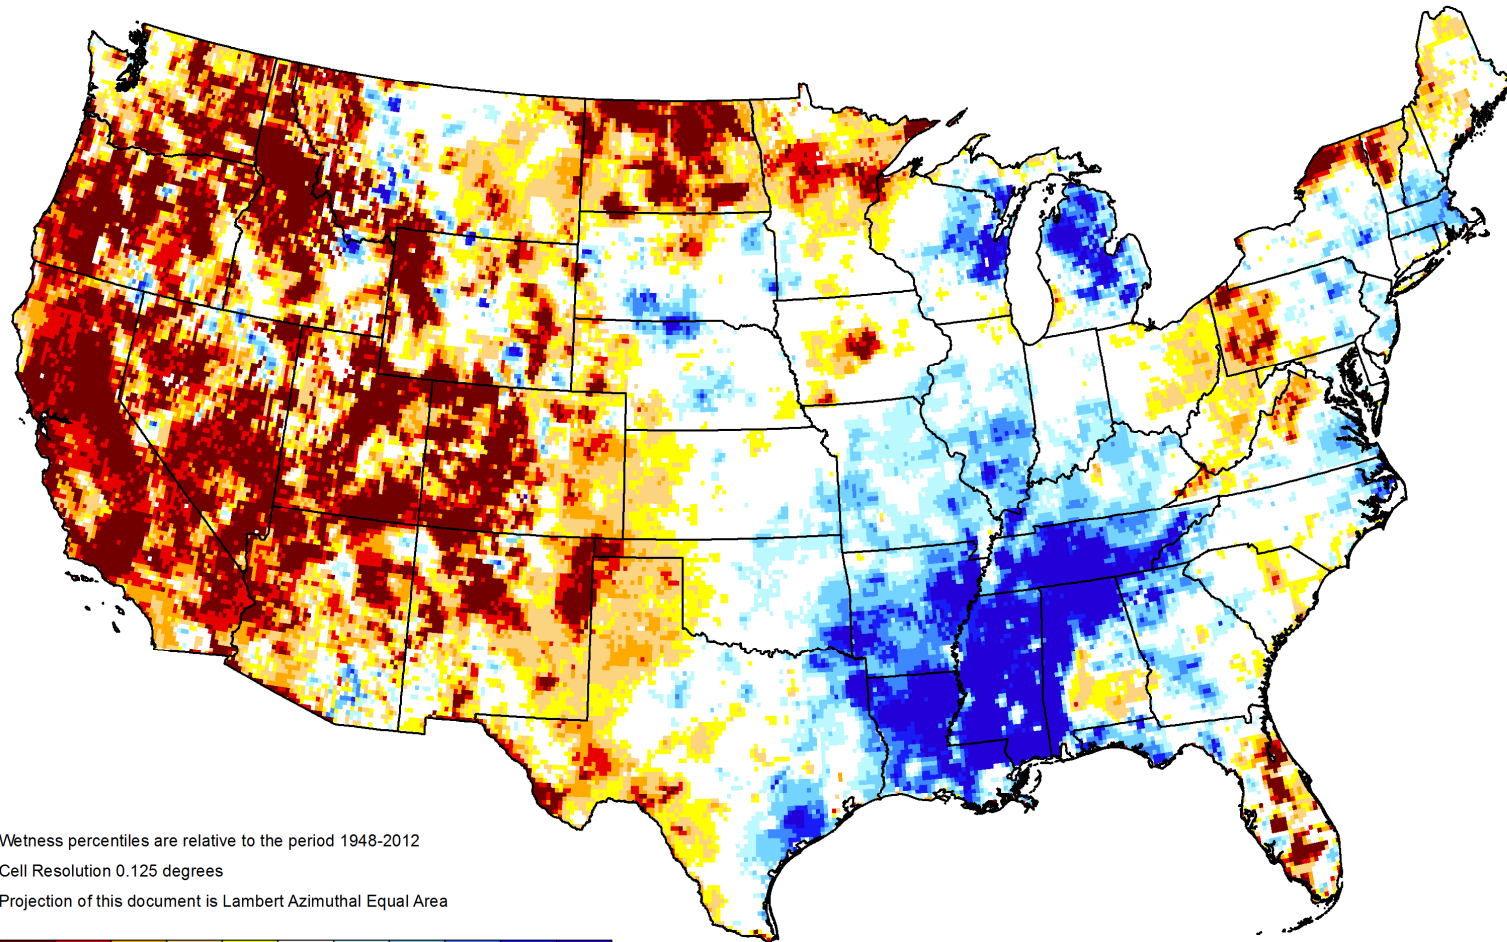 Wetness percentiles are relative to the period 1948-2012
Cell Resolution 0.125 degrees
Projection of this document is Lambert Azimuthal Equal Area